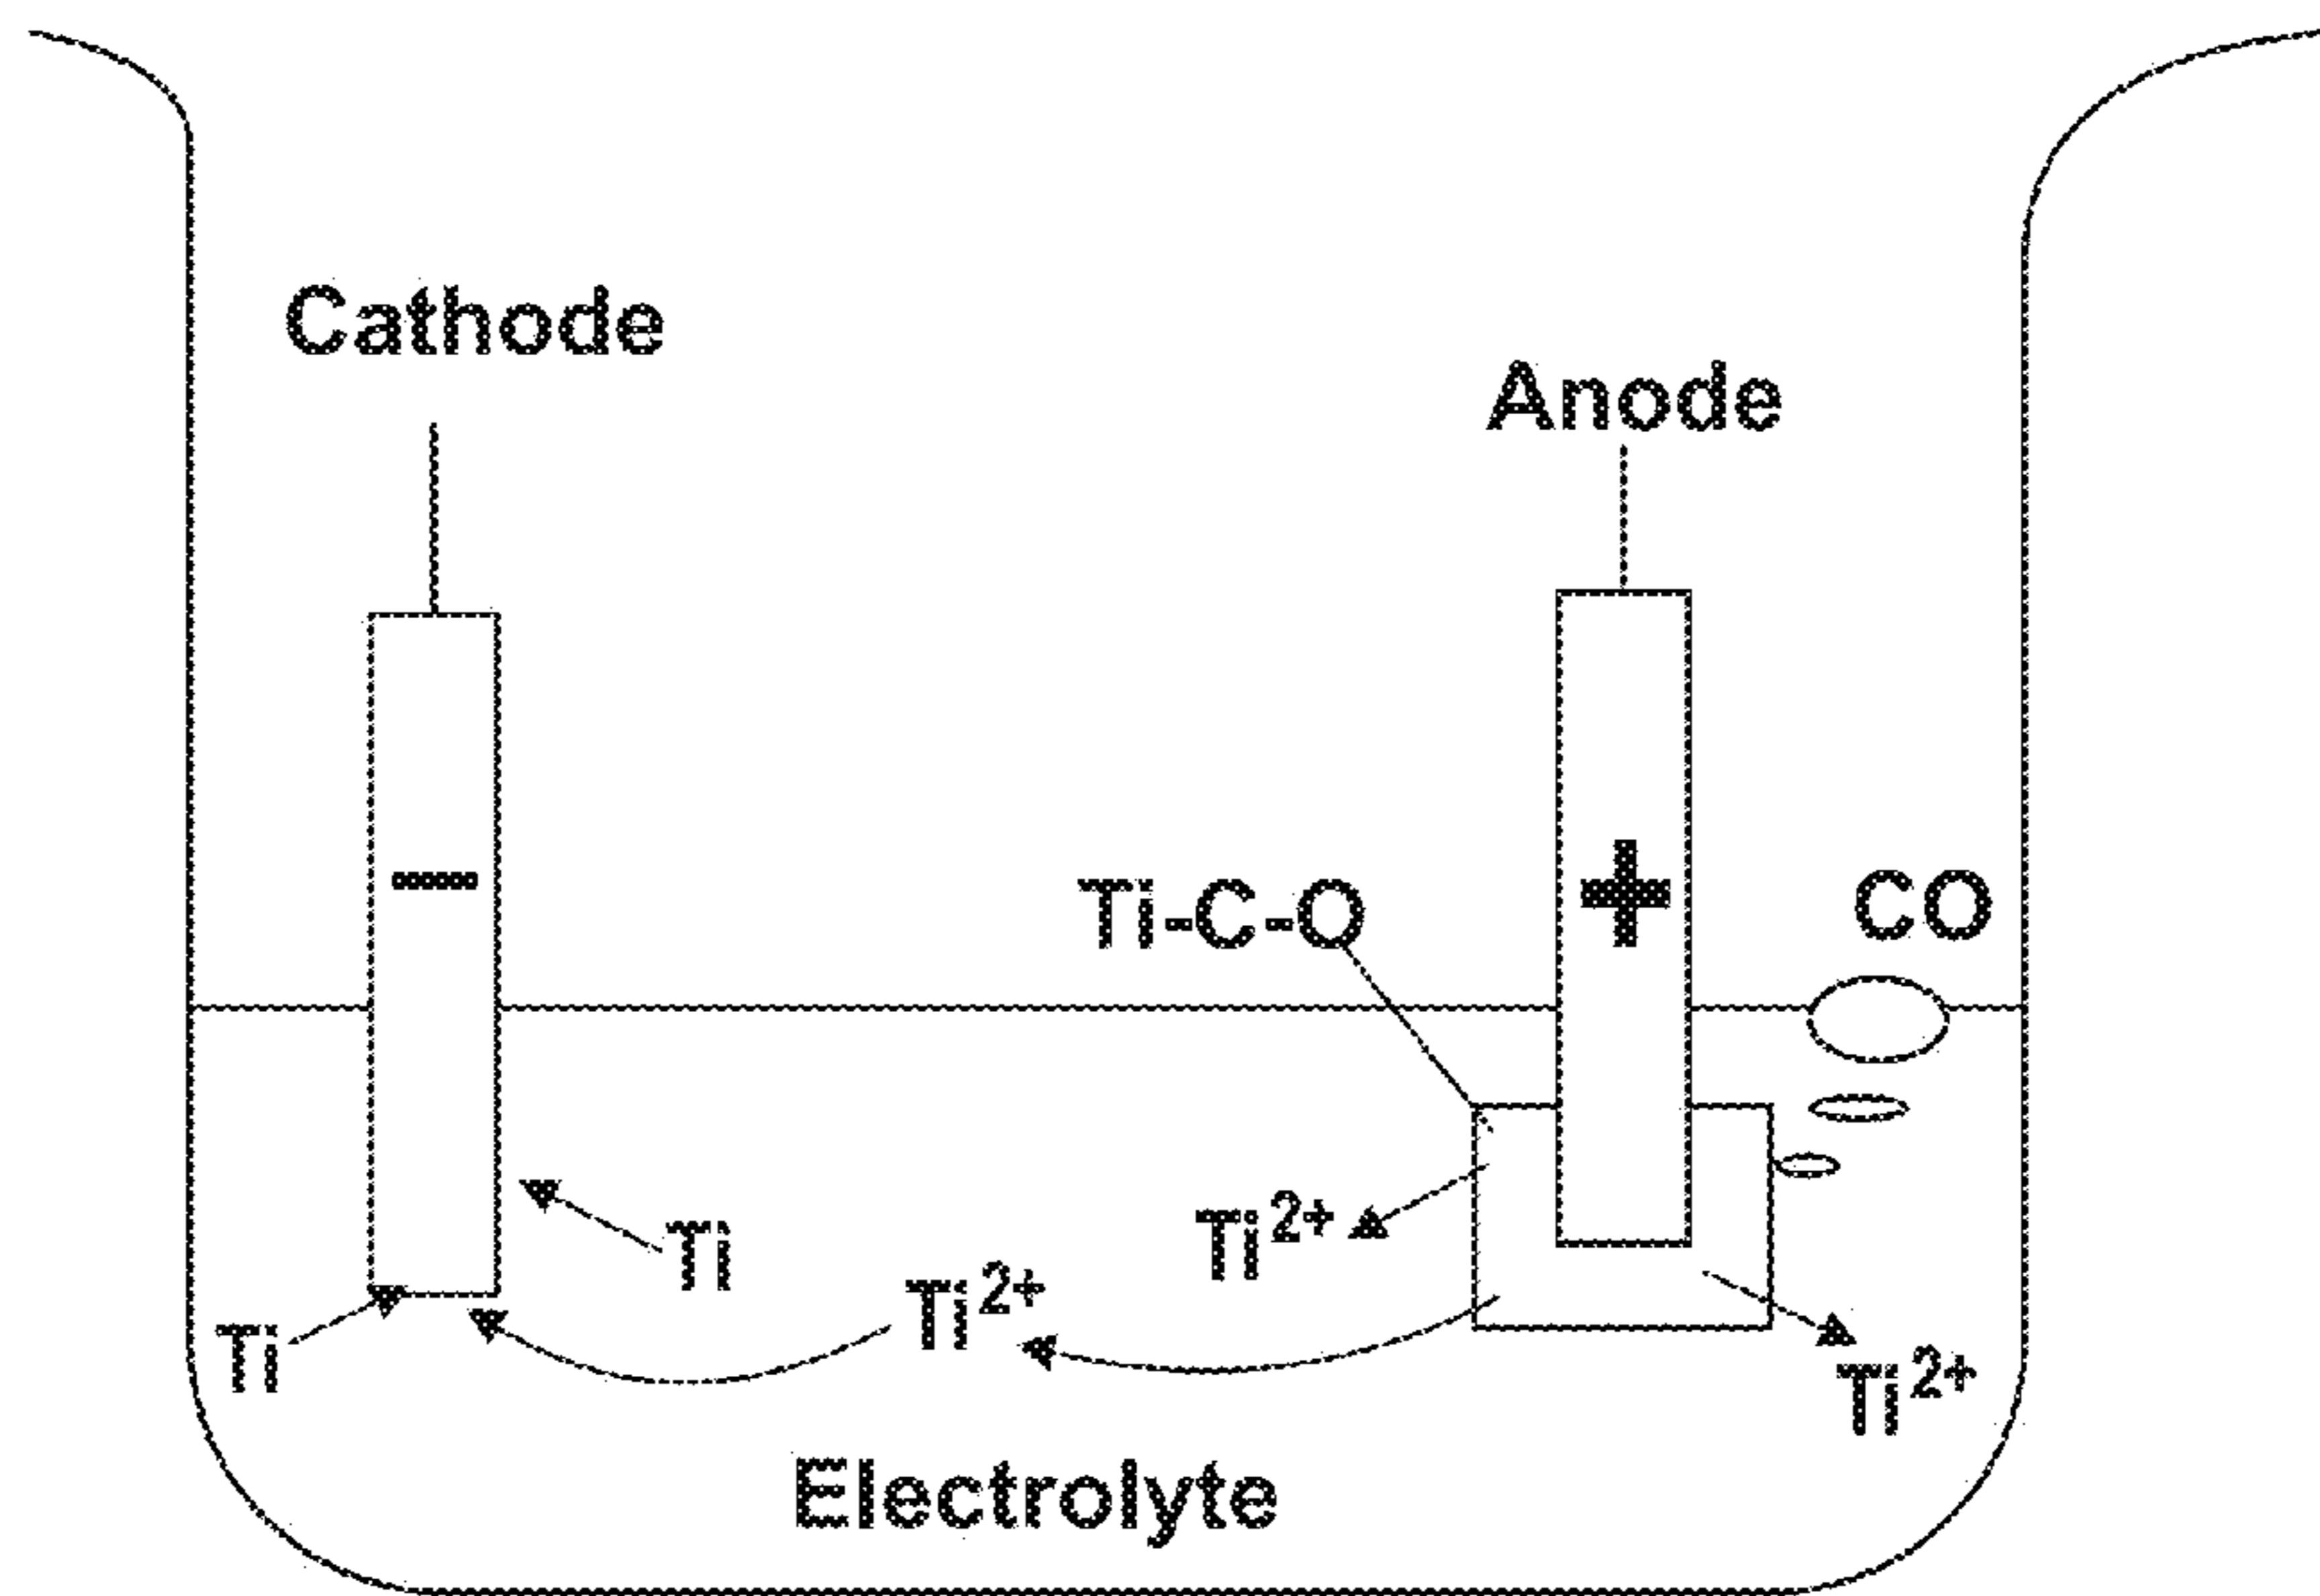 Cathode
Anode
−
+
Ti-C-O
CO
Ti
Ti²⁺
Ti²⁺
Ti
Ti²⁺
Electrolyte